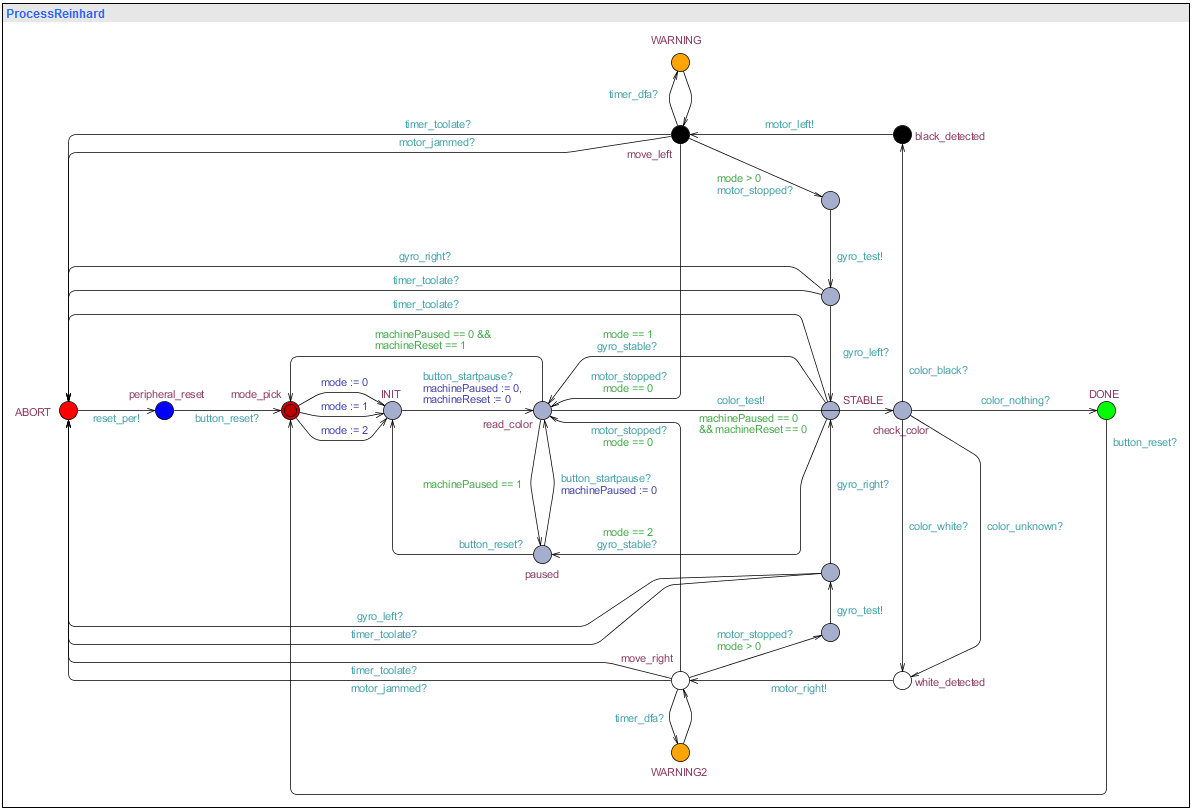 ProcessReinhard
WARNING
timer_dfa?
timer_toolate?
motor_left!
black_detected
motor_jammed?
move_left
mode > 0
motor_stopped?
gyro_right?
gyro_test!
timer_toolate?
timer_toolate?
machinePaused == 0 &&
machineReset == 1
mode == 1
gyro_stable?
gyro_left?
color_black?
mode := 0
button_startpause?
machinePaused := 0,
machineReset := 0
motor_stopped?
mode == 0
peripheral_reset
mode_pick
INIT
mode := 1
color_test!
STABLE
color_nothing?
DONE
ABORT
reset_per!
button_reset?
mode := 2
read_color
motor_stopped?
mode == 0
machinePaused == 0
&& machineReset == 0
check_color
button_reset?
machinePaused == 1
button_startpause?
machinePaused := 0
gyro_right?
color_white?
color_unknown?
button_reset?
mode == 2
gyro_stable?
paused
gyro_left?
gyro_test!
timer_toolate?
motor_stopped?
mode > 0
move_right
timer_toolate?
motor_jammed?
motor_right!
white_detected
timer_dfa?
WARNING2